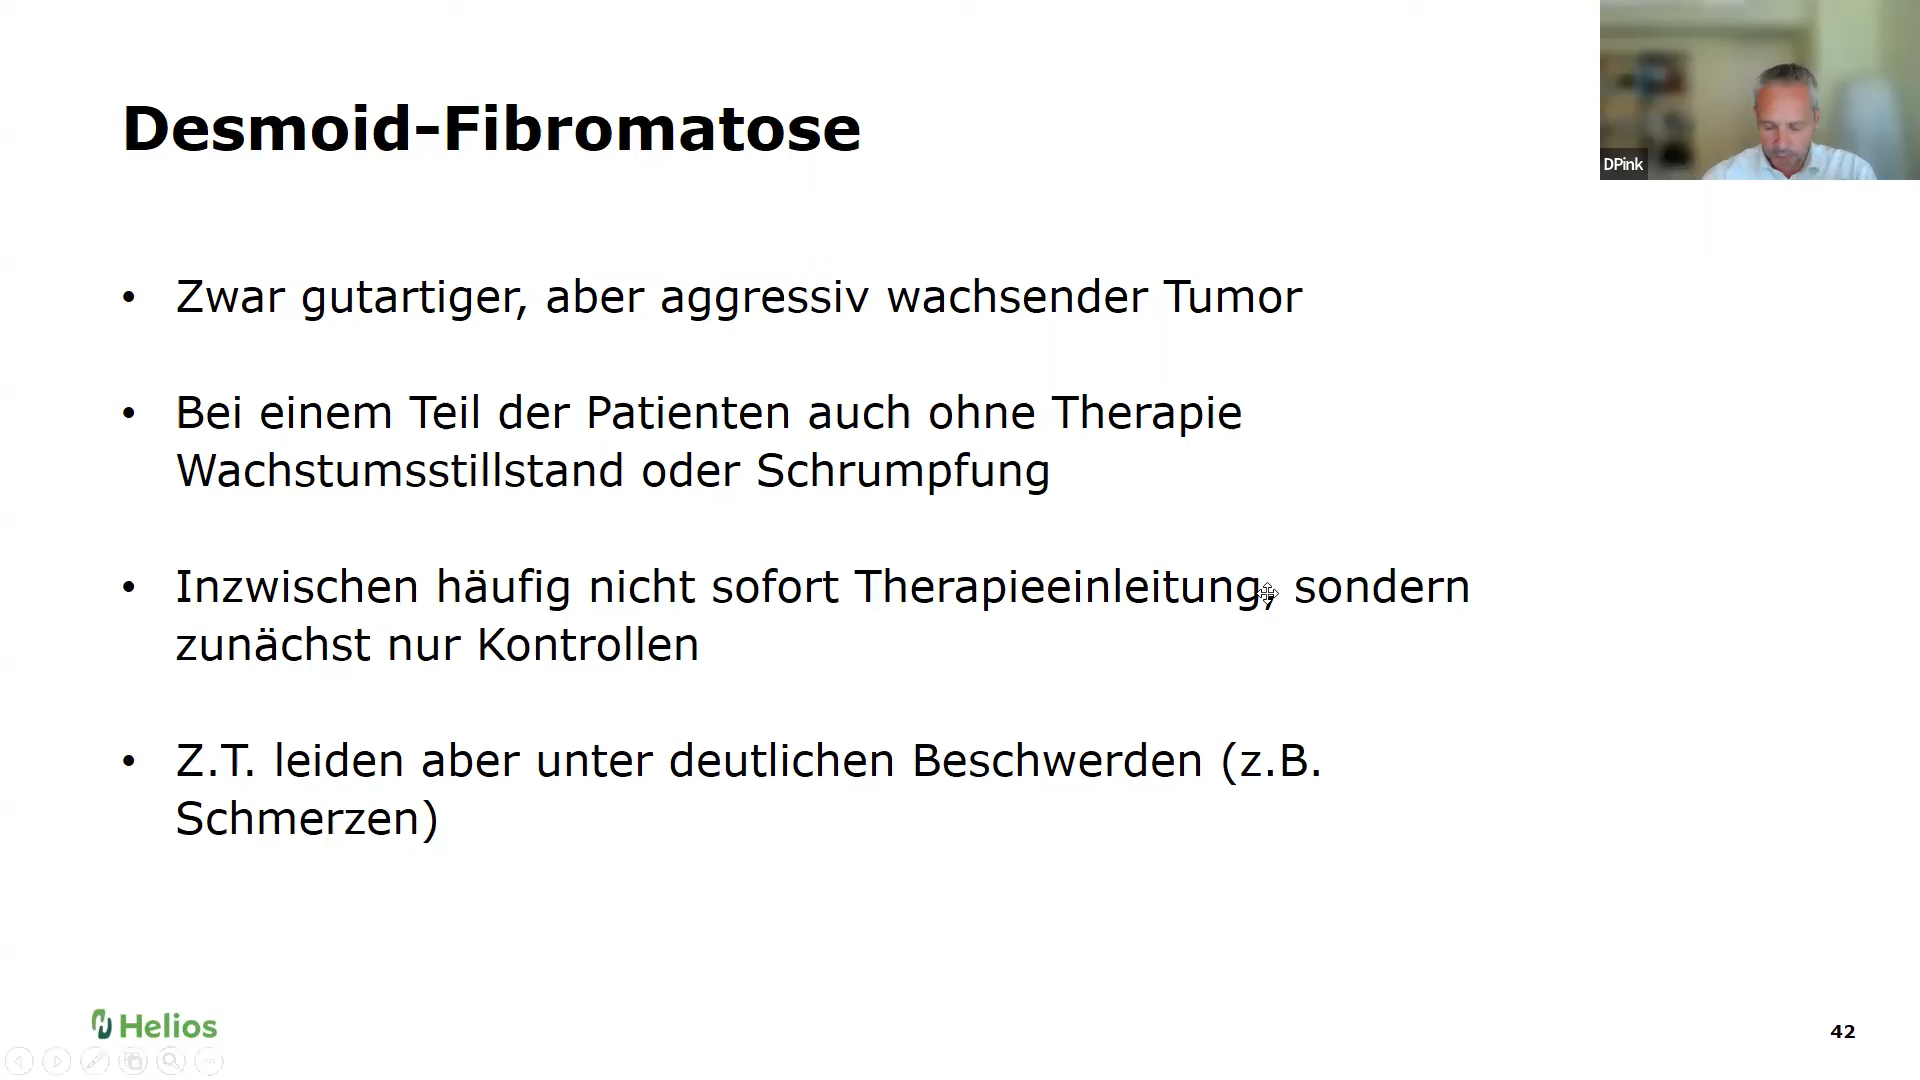 Desmoid-Fibromatose
DPink
• Zwar gutartiger, aber aggressiv wachsender Tumor
• Bei einem Teil der Patienten auch ohne Therapie
Wachstumsstillstand oder Schrumpfung
• Inzwischen häufig nicht sofort Therapieeinleitung, sondern
zunächst nur Kontrollen
• Z.T. leiden aber unter deutlichen Beschwerden (z.B.
Schmerzen)
Helios
42